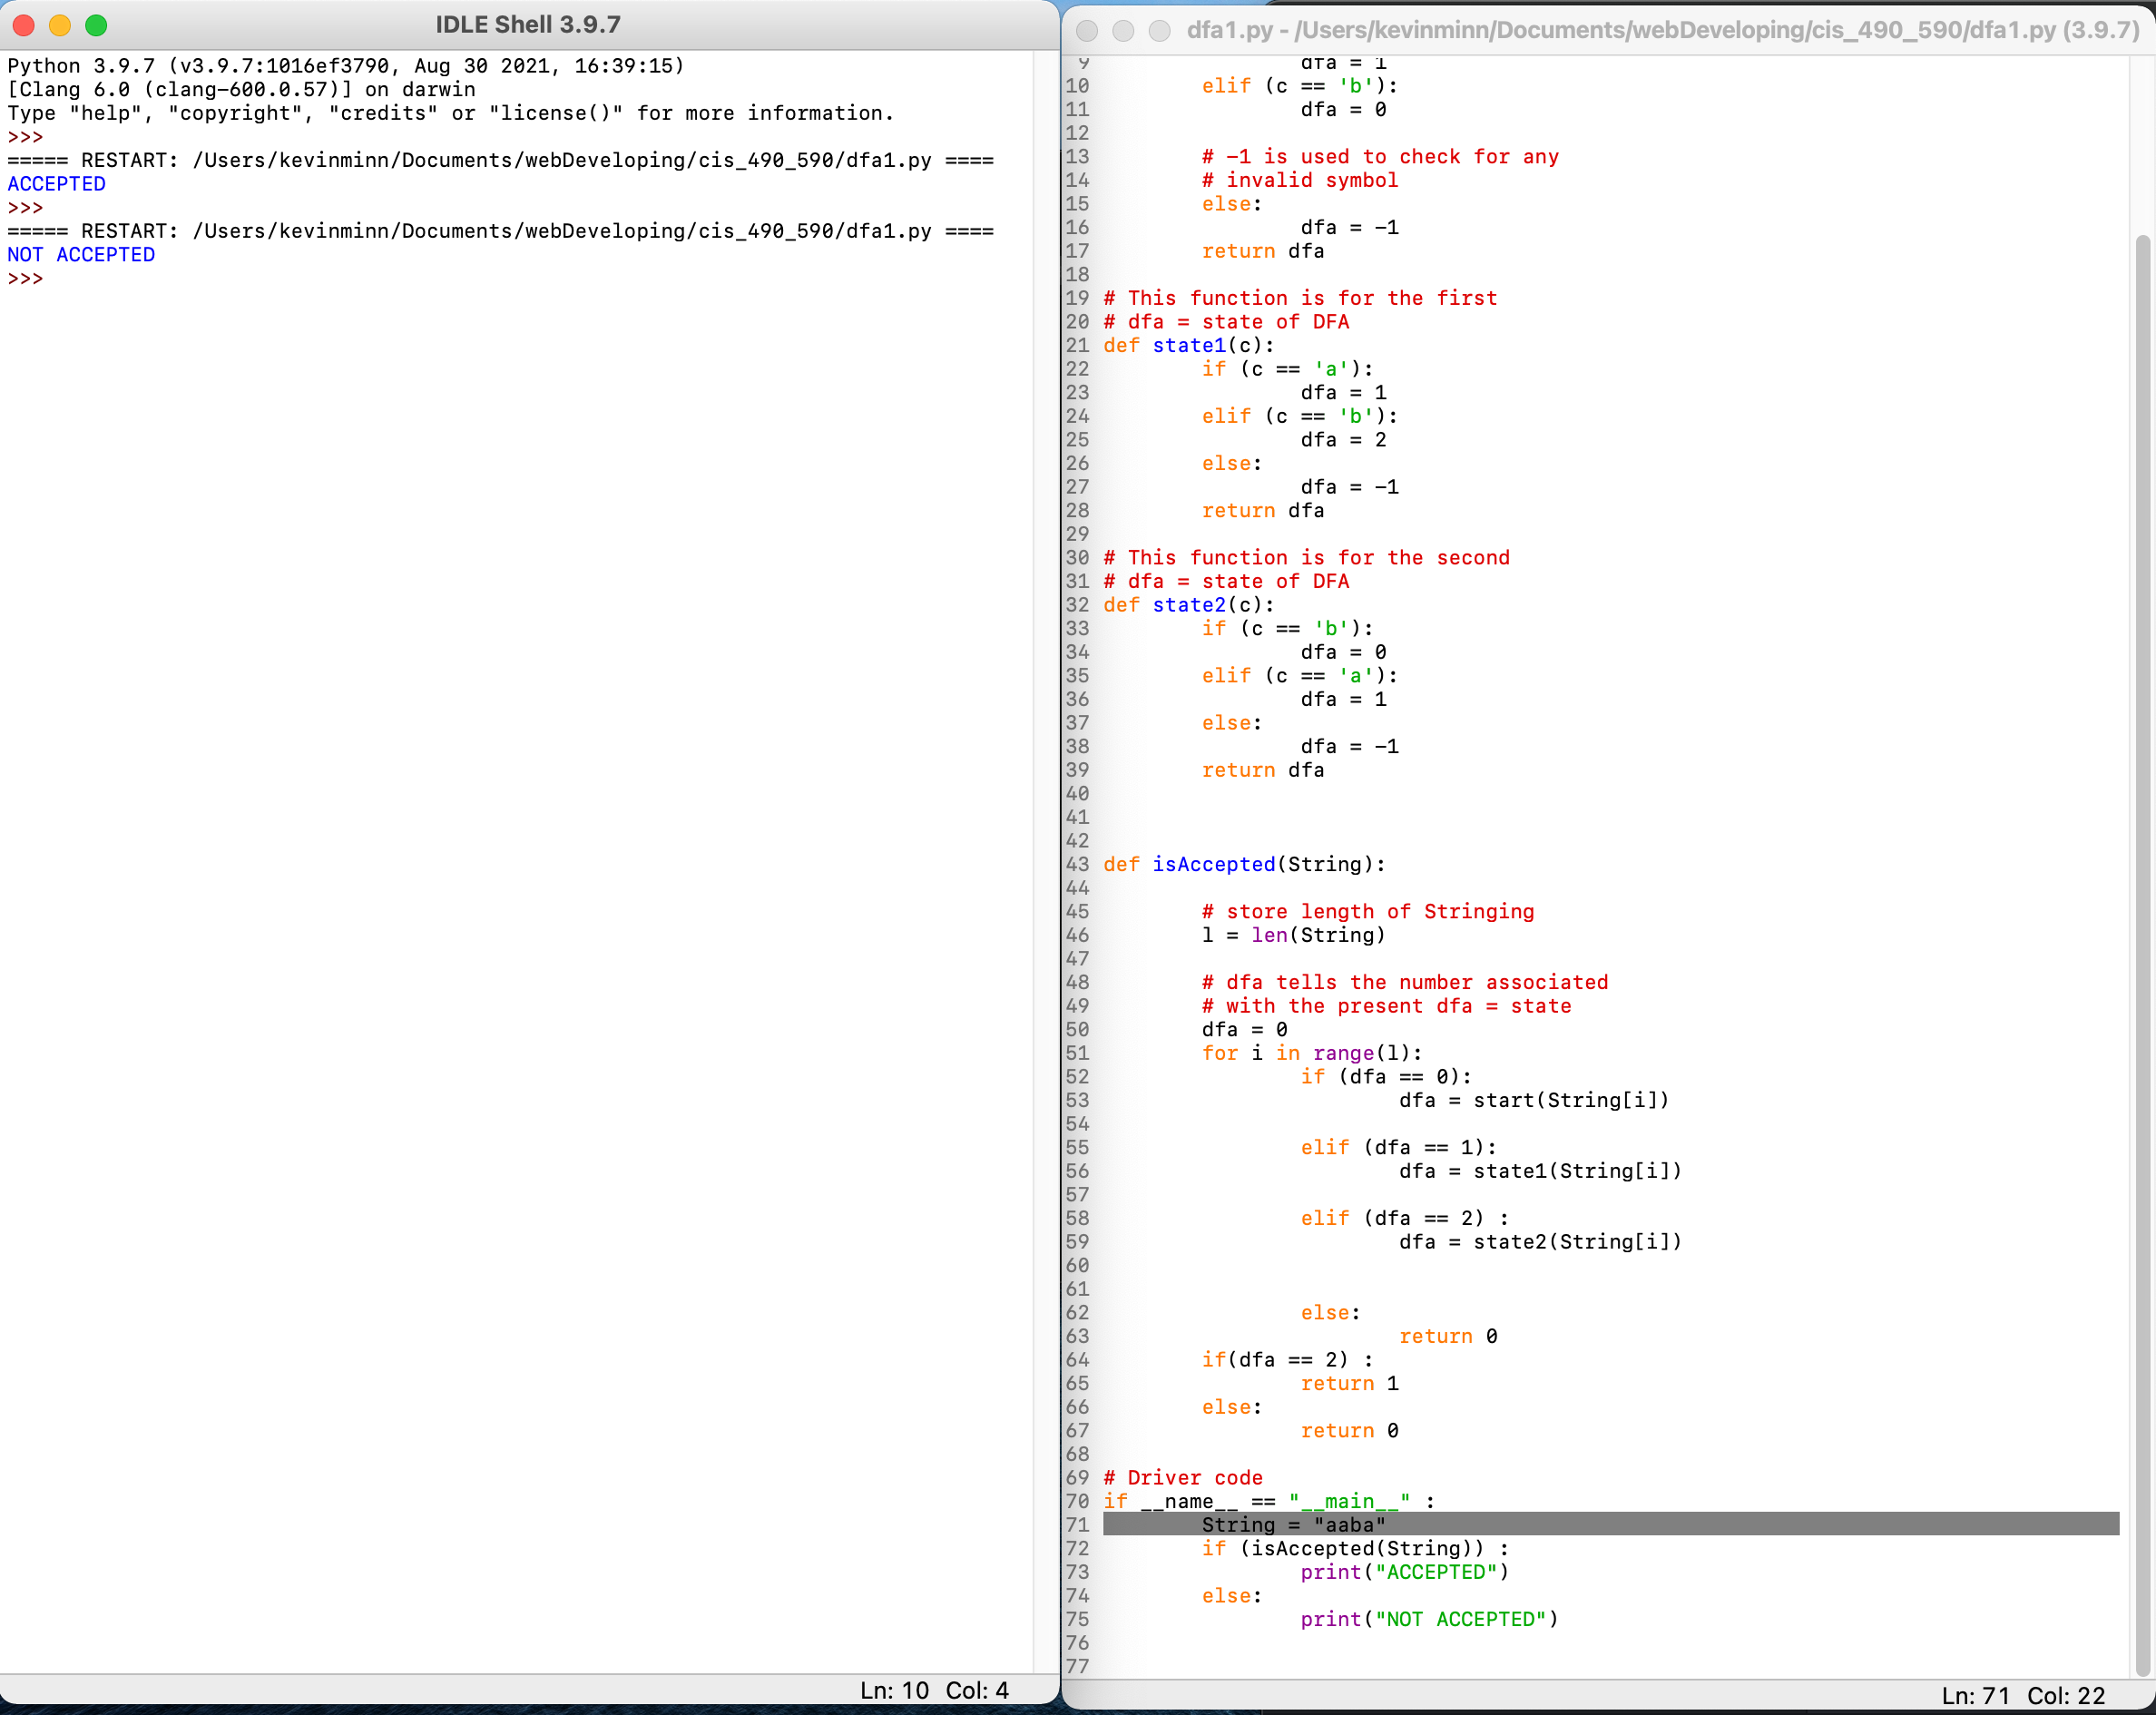 IDLE Shell 3.9.7
Python 3.9.7 (v3.9.7:1016ef3790, Aug 30 2021, 16:39:15)
[Clang 6.0 (clang-600.0.57)] on darwin
Type "help", "copyright", "credits" or "license()" for more information.
>>>
===== RESTART: /Users/kevinminn/Documents/webDeveloping/cis_490_590/dfa1.py ====
ACCEPTED
>>>
===== RESTART: /Users/kevinminn/Documents/webDeveloping/cis_490_590/dfa1.py ====
NOT ACCEPTED
>>>
Ln: 10 Col: 4
dfa1.py - /Users/kevinminn/Documents/webDeveloping/cis_490_590/dfa1.py (3.9.7)
9 dfa = 1
10 elif (c == 'b'):
11 dfa = 0
12
13 # -1 is used to check for any
14 # invalid symbol
15 else:
16 dfa = -1
17 return dfa
18
19 # This function is for the first
20 # dfa = state of DFA
21 def state1(c):
22 if (c == 'a'):
23 dfa = 1
24 elif (c == 'b'):
25 dfa = 2
26 else:
27 dfa = -1
28 return dfa
29
30 # This function is for the second
31 # dfa = state of DFA
32 def state2(c):
33 if (c == 'b'):
34 dfa = 0
35 elif (c == 'a'):
36 dfa = 1
37 else:
38 dfa = -1
39 return dfa
40
41
42
43 def isAccepted(String):
44
45 # store length of Stringing
46 l = len(String)
47
48 # dfa tells the number associated
49 # with the present dfa = state
50 dfa = 0
51 for i in range(l):
52 if (dfa == 0):
53 dfa = start(String[i])
54
55 elif (dfa == 1):
56 dfa = state1(String[i])
57
58 elif (dfa == 2) :
59 dfa = state2(String[i])
60
61
62 else:
63 return 0
64 if(dfa == 2) :
65 return 1
66 else:
67 return 0
68
69 # Driver code
70 if __name__ == "__main__" :
71 String = "aaba"
72 if (isAccepted(String)) :
73 print("ACCEPTED")
74 else:
75 print("NOT ACCEPTED")
76
77
Ln: 71 Col: 22